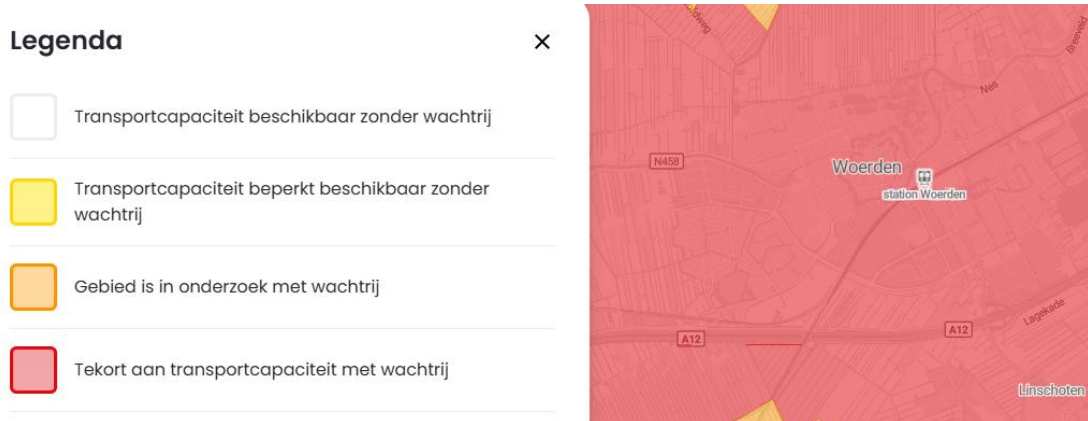 Legenda
Transportcapaciteit beschikbaar zonder wachtrij
Transportcapaciteit beperkt beschikbaar zonder
wachtrij
Gebied is in onderzoek met wachtrij
Tekort aan transportcapaciteit met wachtrij
Breeveld
Nes
N458
Woerden
station Woerden
Lagekade
A12
A12
Linschoten